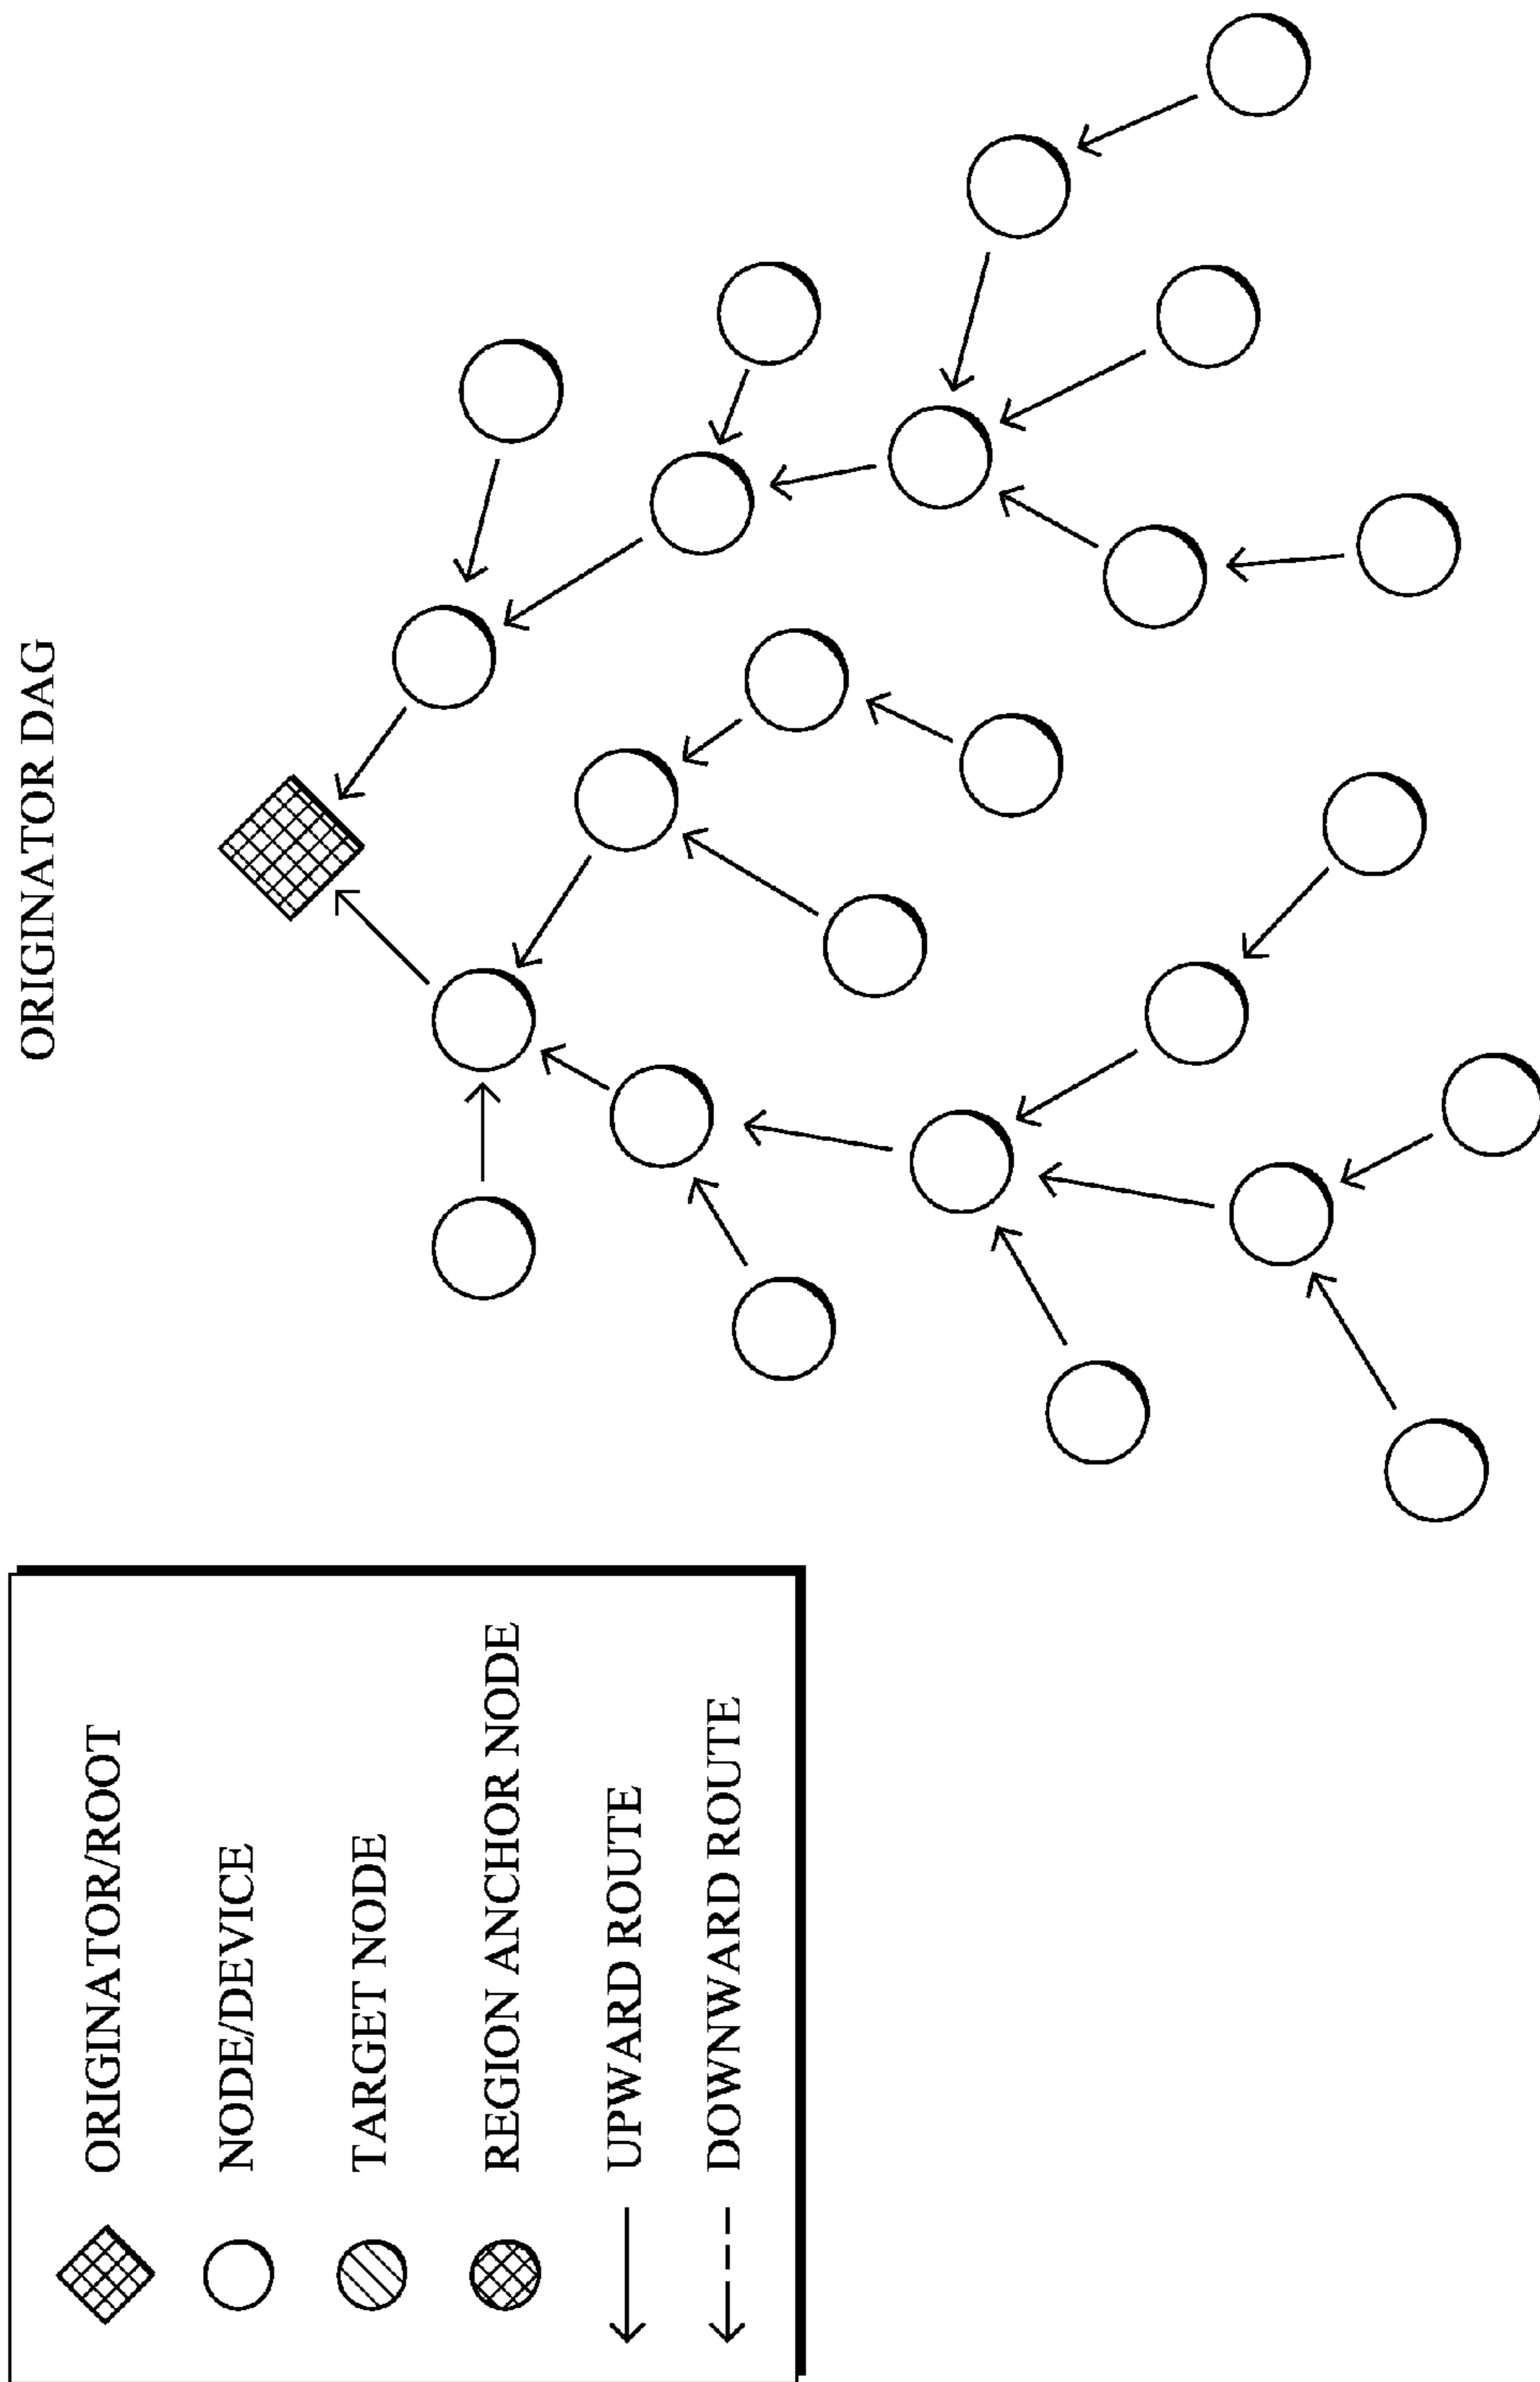 ORIGINATOR DAG
ORIGINATOR/ROOT
NODE/DEVICE
TARGET NODE
REGION ANCHOR NODE
UPWARD ROUTE
DOWNWARD ROUTE